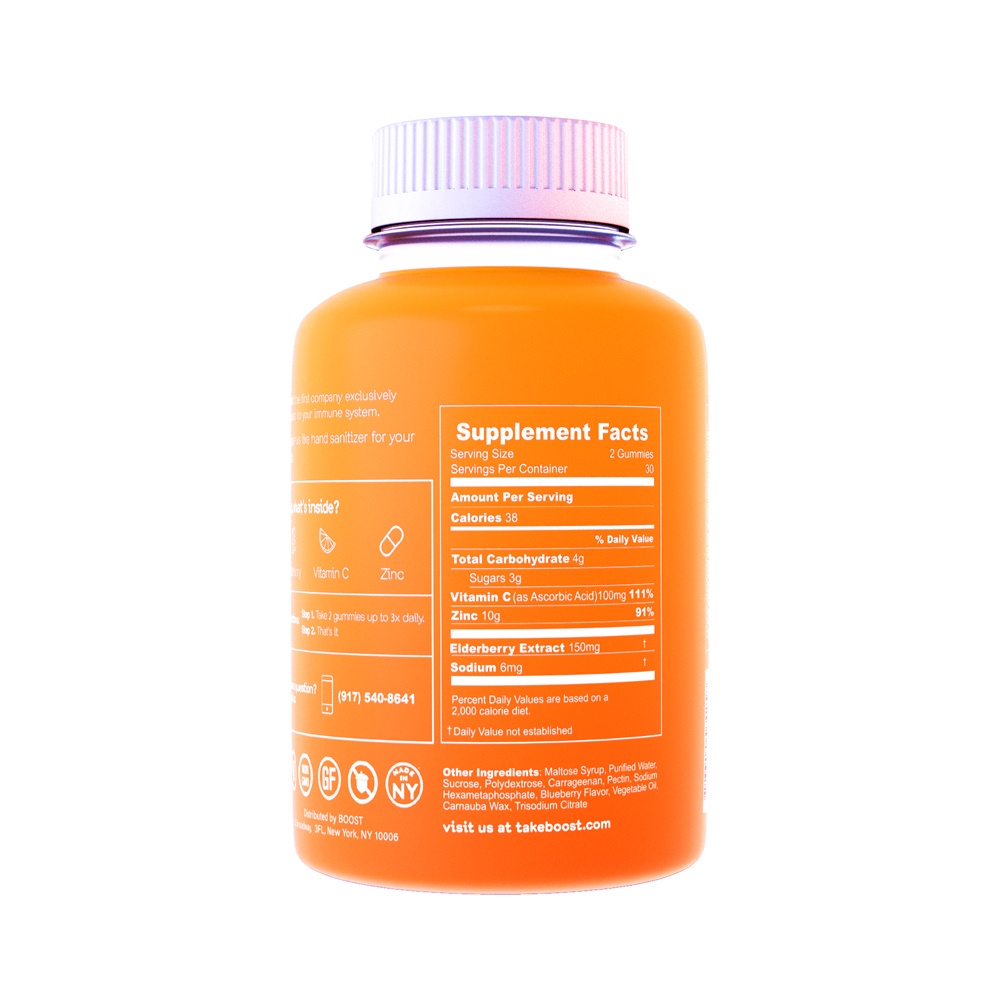 the first company exclusively
for your immune system.
us like hand sanitizer for your
what's inside?
Vitamin C
Zinc
Step 1. Take 2 gummies up to 3x daily.
Step 2. That's it
question?
(917) 540-8641
GF
MADE
IN
NY
Distributed by BOOST
3FL, New York, NY 10006
Supplement Facts
Serving Size 2 Gummies
Servings Per Container 30
Amount Per Serving
Calories 38
% Daily Value
Total Carbohydrate 4g
Sugars 3g
Vitamin C (as Ascorbic Acid)100mg 111%
Zinc 10g 91%
Elderberry Extract 150mg †
Sodium 6mg †
Percent Daily Values are based on a
2,000 calorie diet.
† Daily Value not established
Other Ingredients: Maltose Syrup, Purified Water,
Sucrose, Polydextrose, Carrageenan, Pectin, Sodium
Hexametaphosphate, Blueberry Flavor, Vegetable Oil,
Carnauba Wax, Trisodium Citrate
visit us at takeboost.com